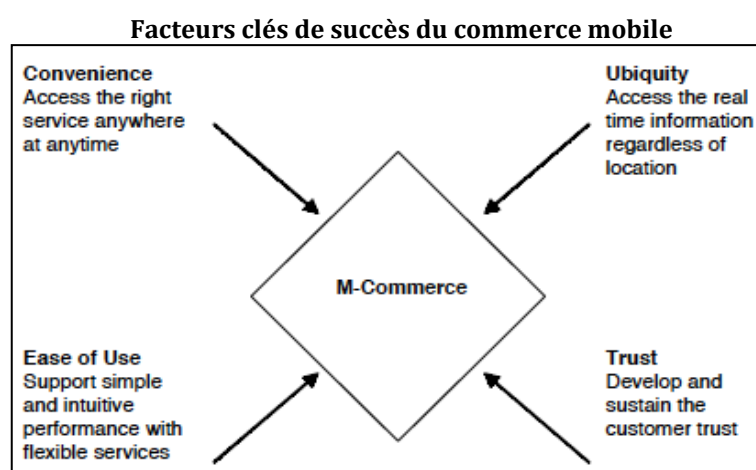 Facteurs clés de succès du commerce mobile
Convenience
Access the right
service anywhere
at anytime
Ubiquity
Access the real
time information
regardless of
location
M-Commerce
Ease of Use
Support simple
and intuitive
performance with
flexible services
Trust
Develop and
sustain the
customer trust